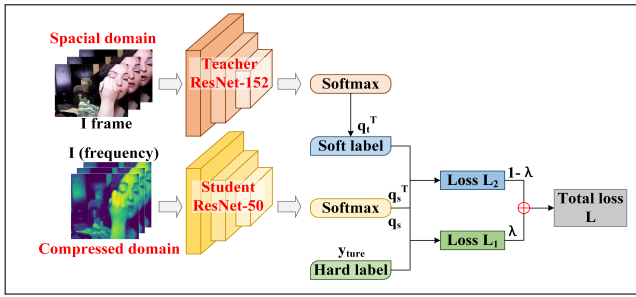 Spacial domain
I frame
I (frequency)
Compressed domain
Teacher
ResNet-152
Student
ResNet-50
Softmax
q_t^T
Soft label
Softmax
q_s^T
q_s
y_ture
Hard label
Loss L₂
1- λ
Loss L₁
λ
Total loss
L